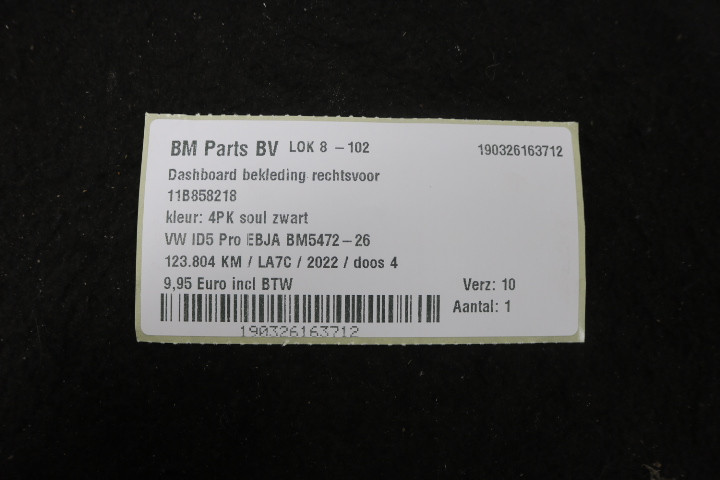 BM Parts BV LOK 8 - 102 190326163712
Dashboard bekleding rechtsvoor
11B858218
kleur: 4PK soul zwart
VW ID5 Pro EBJA BM5472-26
123.804 KM / LA7C / 2022 / doos 4
9,95 Euro incl BTW Verz: 10
Aantal: 1
190326163712